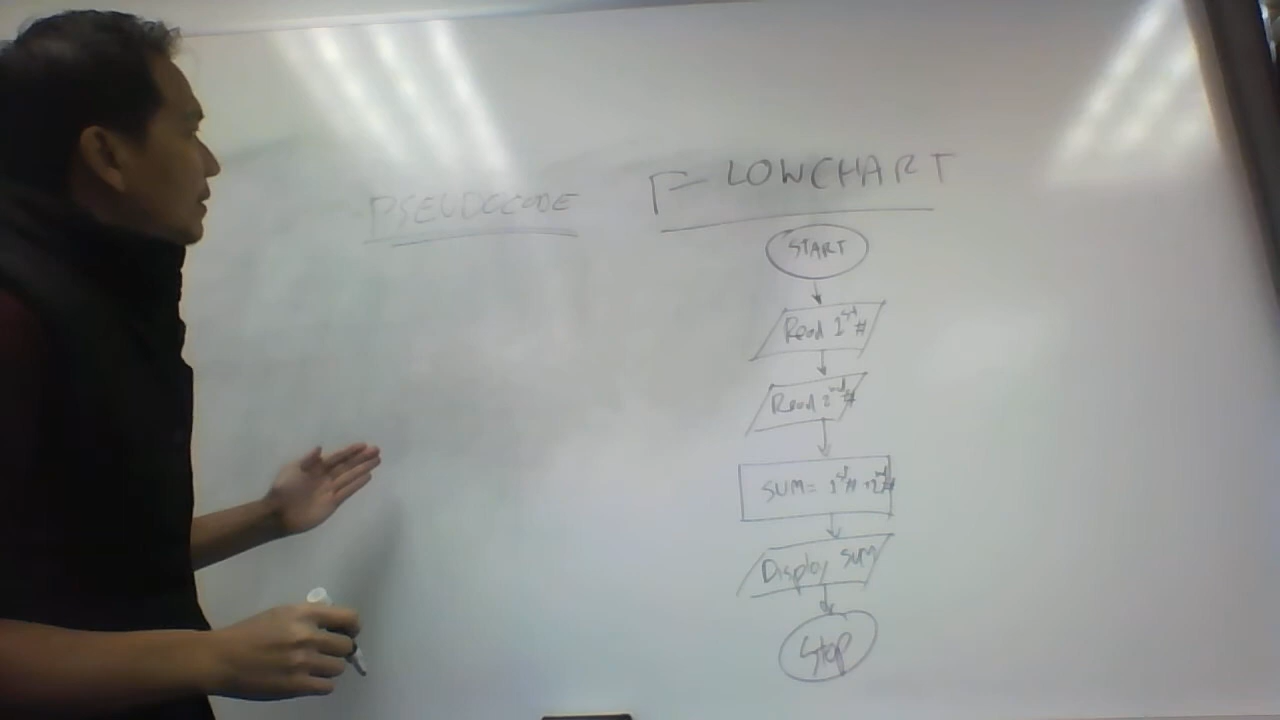 PSEUDOCODE
FLOWCHART
START
Read 1st #
Read 2nd #
SUM = 1st # + 2nd #
Display sum
Stop